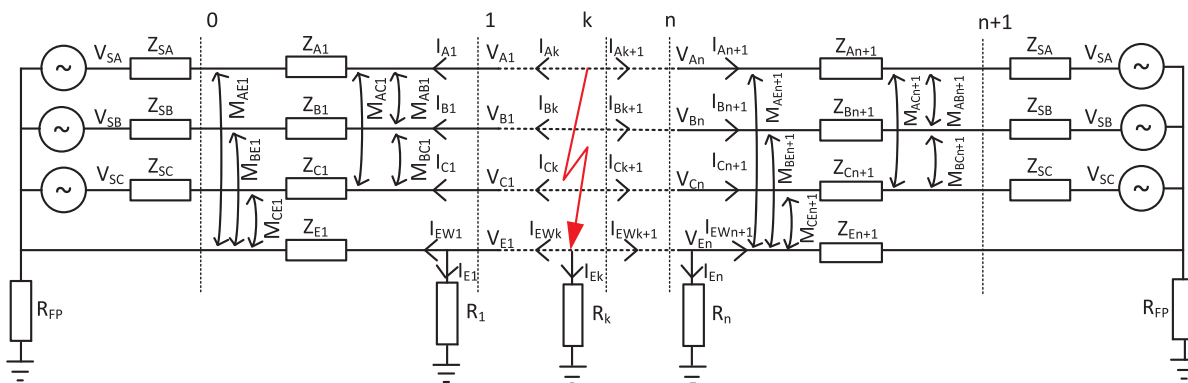 0 1 k n n+1
V_SA Z_SA Z_A1 I_A1 V_A1 I_Ak I_Ak+1 V_An I_An+1 Z_An+1 Z_SA V_SA
~ ~
M_AE1 M_AC1 M_AB1 M_AEn+1 M_ACn+1 M_ABn+1
V_SB Z_SB Z_B1 I_B1 V_B1 I_Bk I_Bk+1 V_Bn I_Bn+1 Z_Bn+1 Z_SB V_SB
~ ~
M_BE1 M_BC1 M_BEn+1 M_BCn+1
V_SC Z_SC Z_C1 I_C1 V_C1 I_Ck I_Ck+1 V_Cn I_Cn+1 Z_Cn+1 Z_SC V_SC
~ ~
M_CE1 M_CEn+1
Z_E1 I_EW1 V_E1 I_EWk I_EWk+1 V_En I_EWn+1 Z_En+1
I_E1 I_Ek I_En
R_FP R_1 R_k R_n R_FP